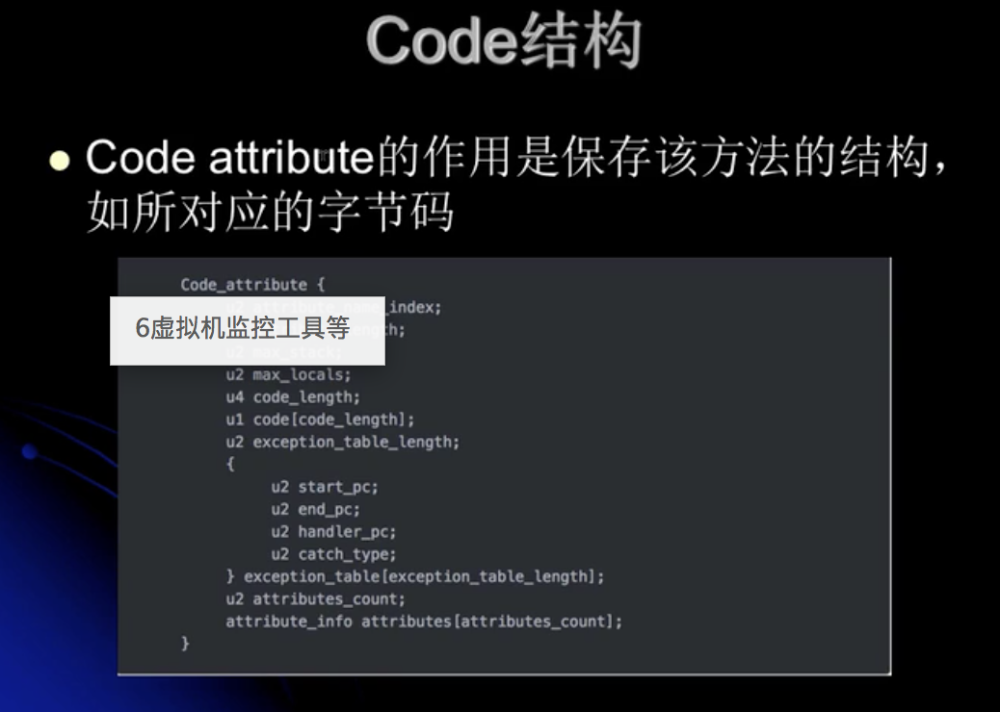 Code结构
Code attribute的作用是保存该方法的结构，
如所对应的字节码
Code_attribute {
u2 attribute_name_index;
6虚拟机监控工具等
u2 max_stack;
u2 max_locals;
u4 code_length;
u1 code[code_length];
u2 exception_table_length;
{
u2 start_pc;
u2 end_pc;
u2 handler_pc;
u2 catch_type;
} exception_table[exception_table_length];
u2 attributes_count;
attribute_info attributes[attributes_count];
}